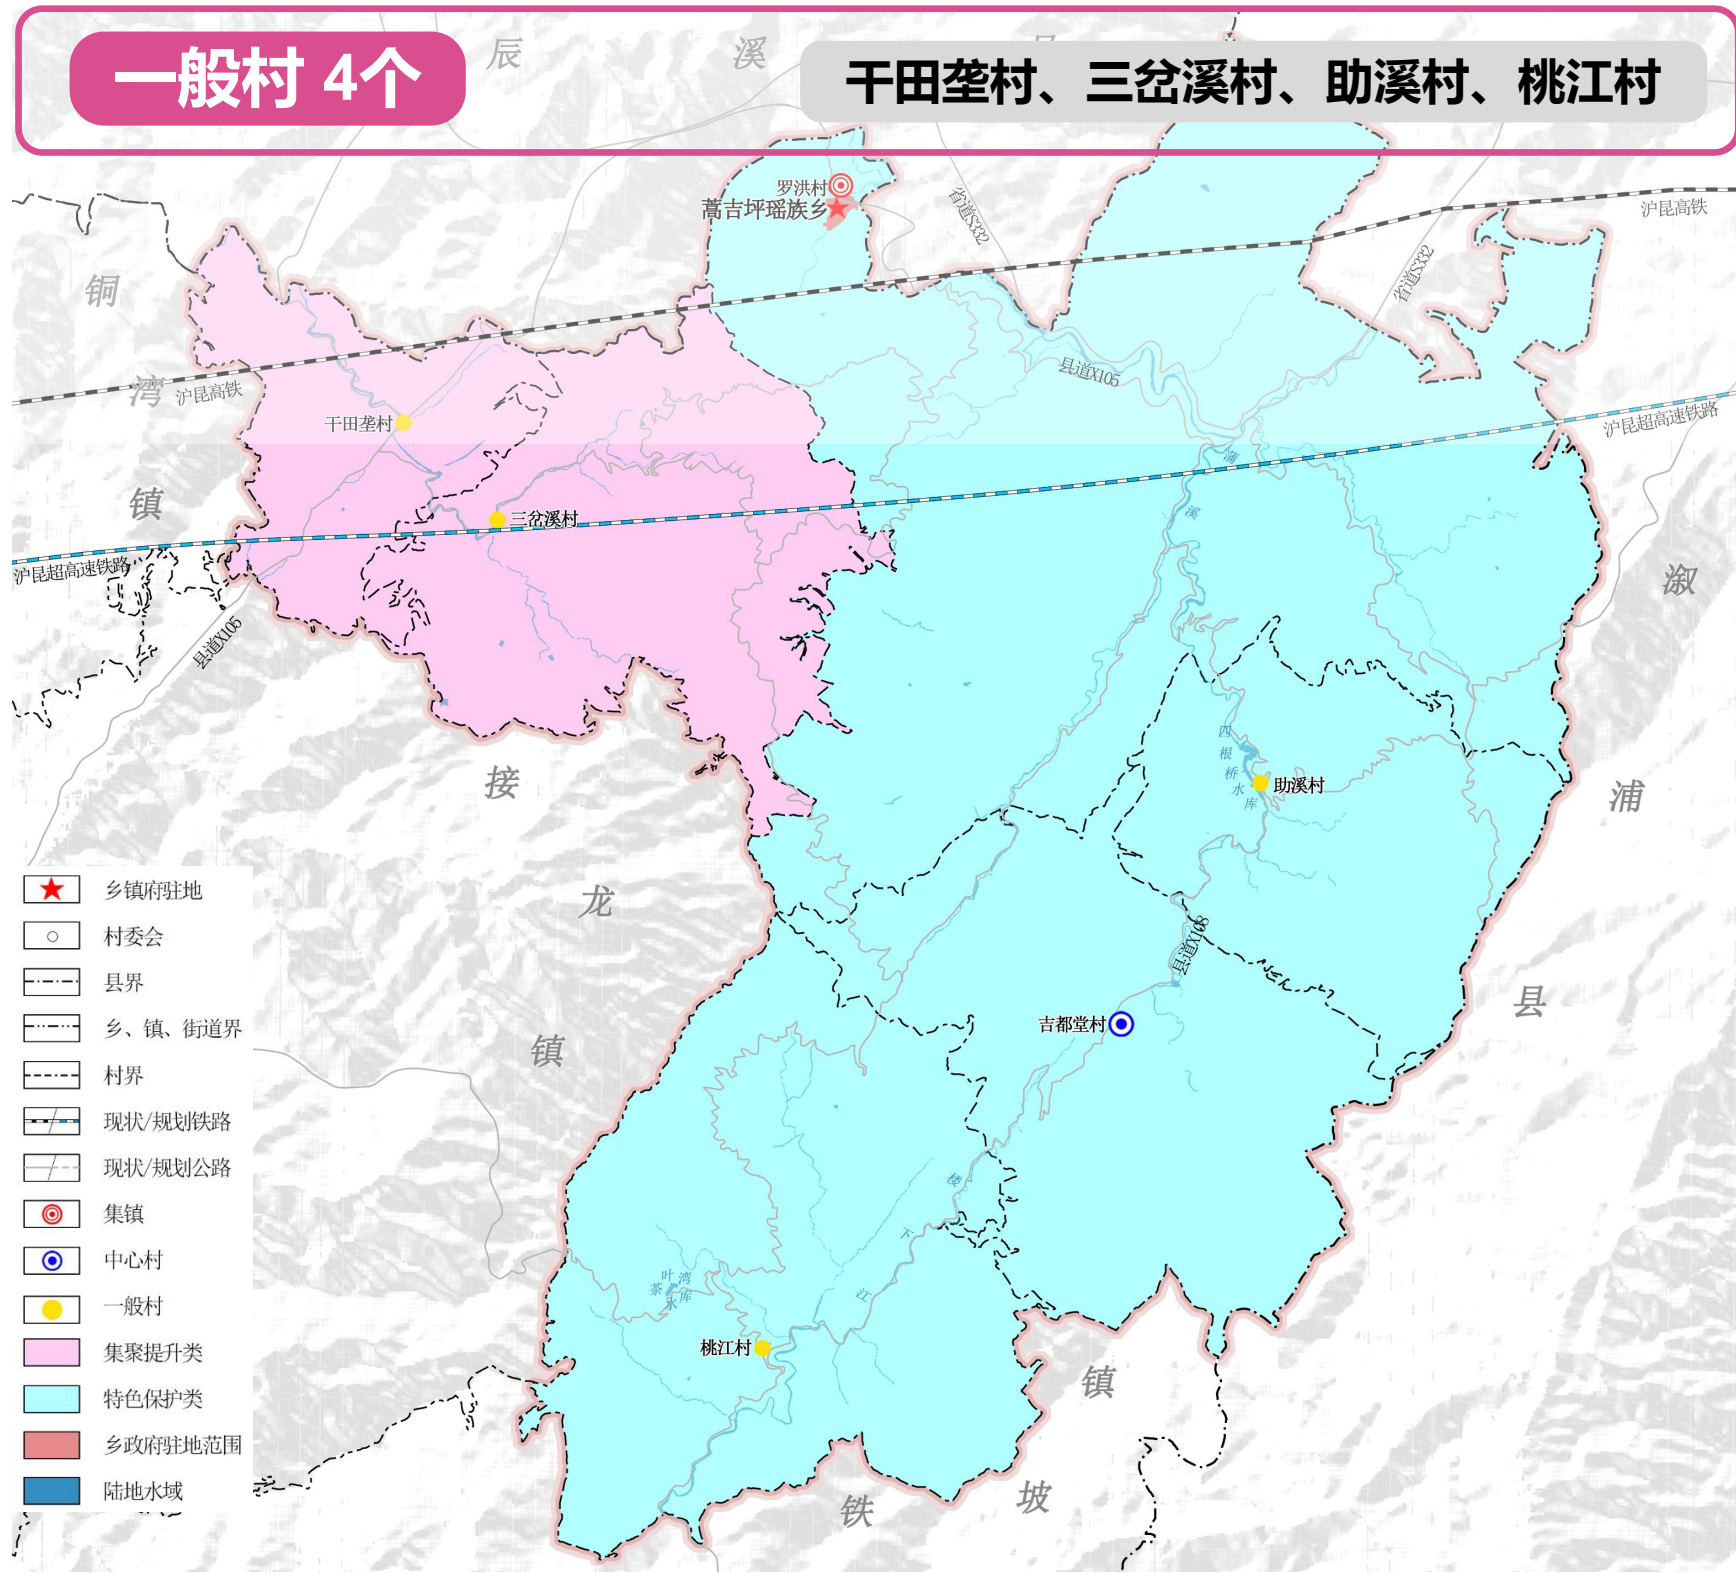 一般村 4个
干田垄村、三岔溪村、助溪村、桃江村
辰
溪
罗洪村
蒿吉坪瑶族乡
省道S332
沪昆高铁
省道S332
铜
湾
镇
沪昆高铁
县道X105
沪昆超高速铁路
干田垄村
蒲
溪
三岔溪村
沪昆超高速铁路
县道X105
溆
浦
县
四根桥水库
助溪村
接
龙
镇
县道X108
吉都堂村
楼
下
江
叶湾
茶水库
桃江村
镇
坡
铁
乡镇府驻地
村委会
县界
乡、镇、街道界
村界
现状/规划铁路
现状/规划公路
集镇
中心村
一般村
集聚提升类
特色保护类
乡政府驻地范围
陆地水域